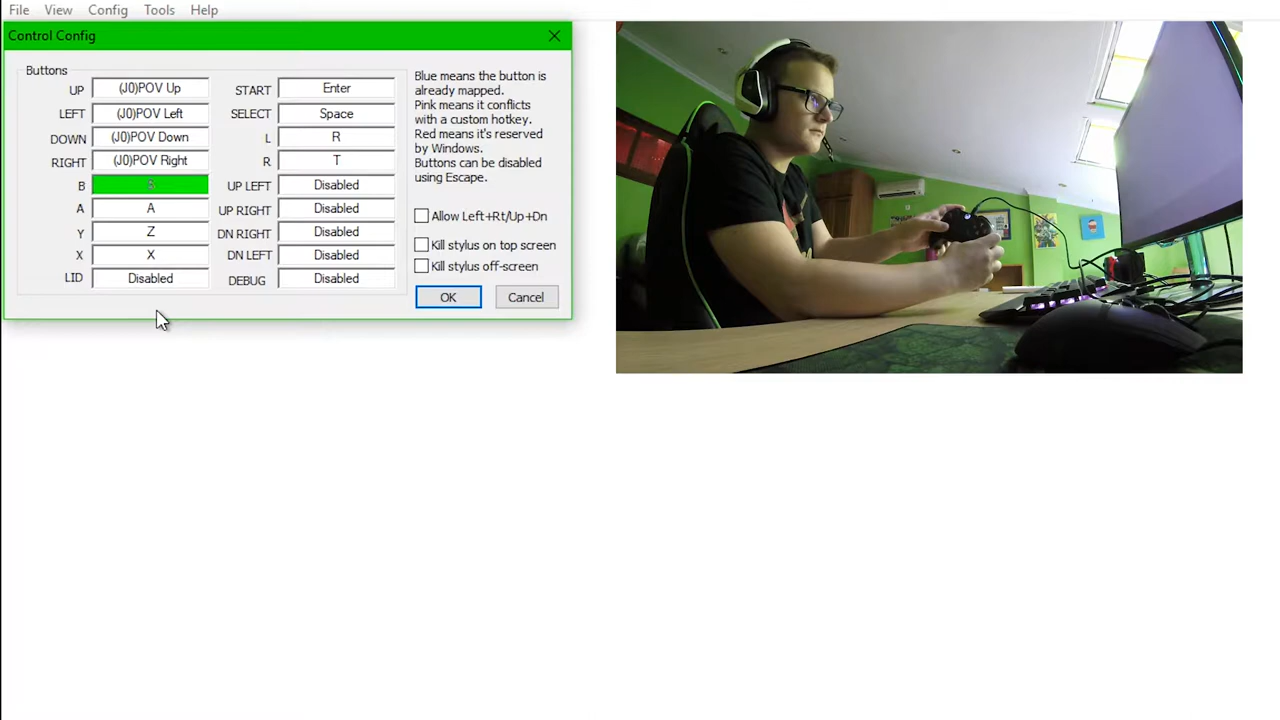 File View Config Tools Help
Control Config
Buttons
UP (J0)POV Up START Enter
LEFT (J0)POV Left SELECT Space
DOWN (J0)POV Down L R
RIGHT (J0)POV Right R T
B UP LEFT Disabled
A A UP RIGHT Disabled
Y Z DN RIGHT Disabled
X X DN LEFT Disabled
LID Disabled DEBUG Disabled
Blue means the button is
already mapped.
Pink means it conflicts
with a custom hotkey.
Red means it's reserved
by Windows.
Buttons can be disabled
using Escape.
Allow Left+Rt/Up+Dn
Kill stylus on top screen
Kill stylus off-screen
OK Cancel